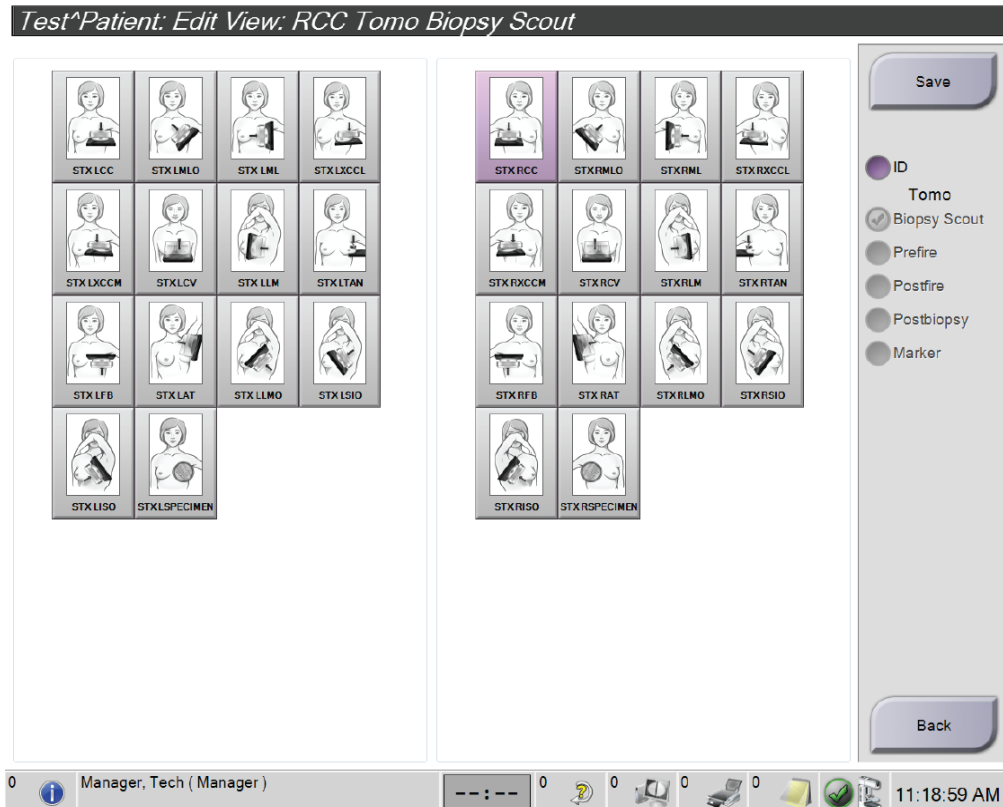 Test^Patient: Edit View: RCC Tomo Biopsy Scout
STX LCC STX LMLO STX LML STX LXCCL
STX LXCCM STX LCV STX LLM STX LTAN
STX LFB STX LAT STX LLMO STX LSIO
STX LISO STX LSPECIMEN
STX RCC STX RMLO STX RML STX RXCCL
STX RXCCM STX RCV STX RLM STX RTAN
STX RFB STX RAT STX RLMO STX RSIO
STX RISO STX RSPECIMEN
Save
ID
Tomo
Biopsy Scout
Prefire
Postfire
Postbiopsy
Marker
Back
0 Manager, Tech ( Manager ) --:-- 0 0 0 0 11:18:59 AM